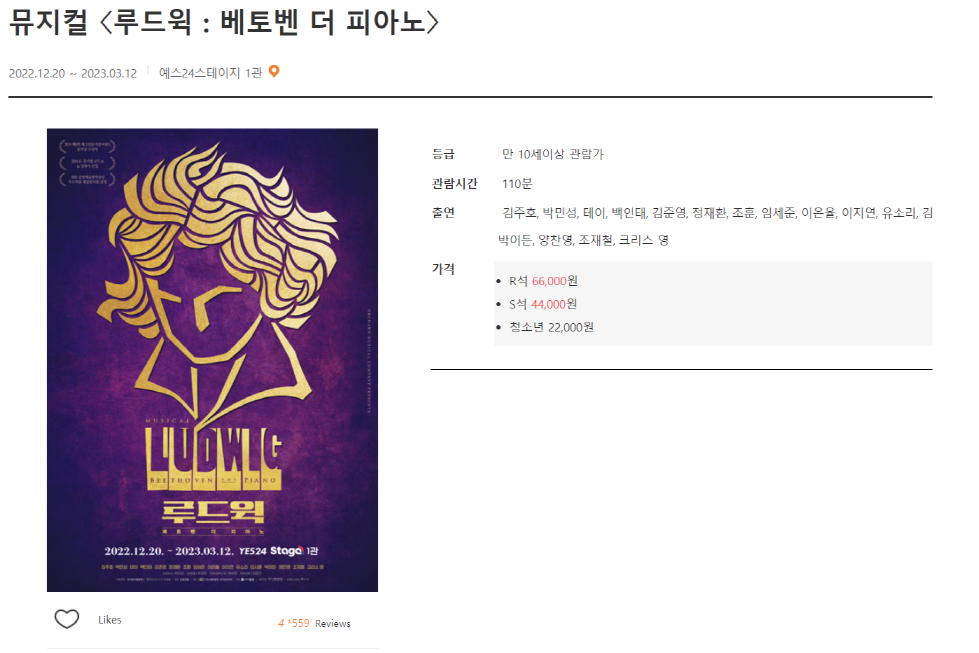 뮤지컬 〈루드윅 : 베토벤 더 피아노〉
2022.12.20 ~ 2023.03.12 예스24스테이지 1관
등급 만 10세이상 관람가
관람시간 110분
출연 김주호, 박민성, 테이, 백인태, 김준영, 정재환, 조훈, 임세준, 이은율, 이지연, 유소리, 김
박이든, 양찬영, 조재철, 크리스 영
가격
R석 66,000원
S석 44,000원
청소년 22,000원
MUSICAL
LUDWIG
BEETHOVEN THE PIANO
루드윅
베토벤 더 피아노
2022.12.20. ~ 2023.03.12. YES24 Stage 1관
Likes
4 *559 Reviews